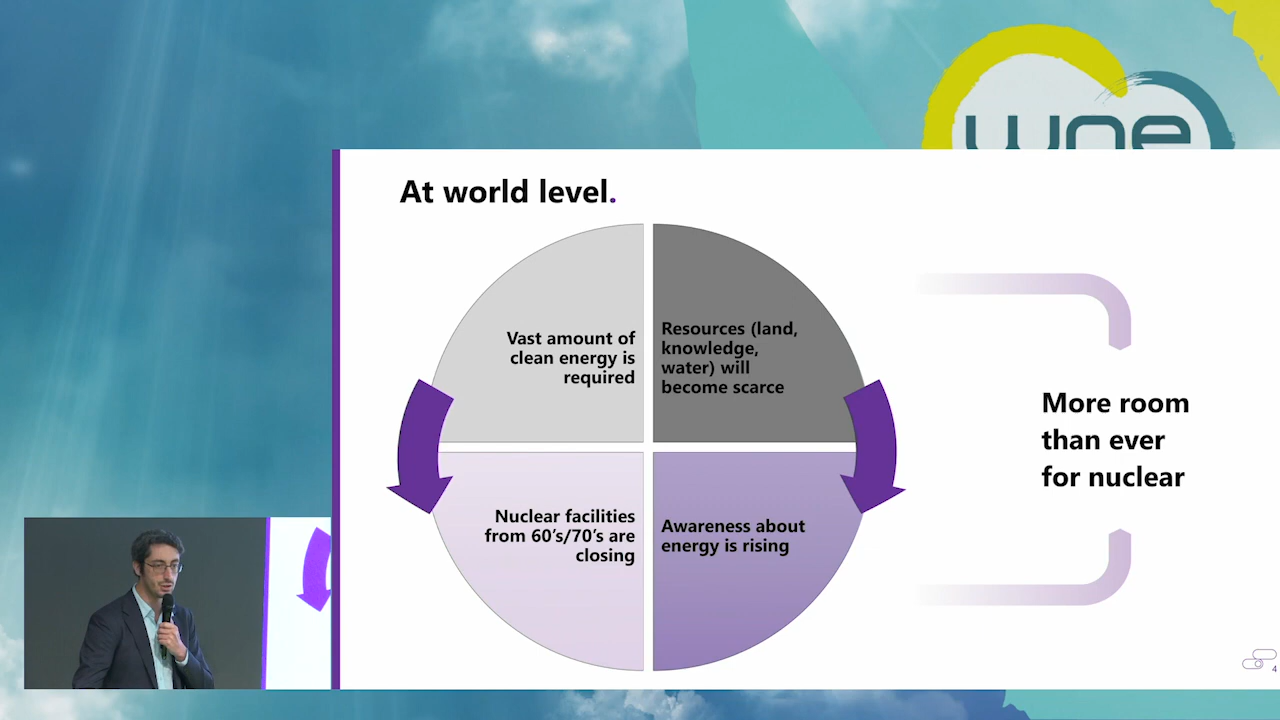 wne
At world level.
Vast amount of
clean energy is
required
Resources (land,
knowledge,
water) will
become scarce
Nuclear facilities
from 60’s/70’s are
closing
Awareness about
energy is rising
More room
than ever
for nuclear
4